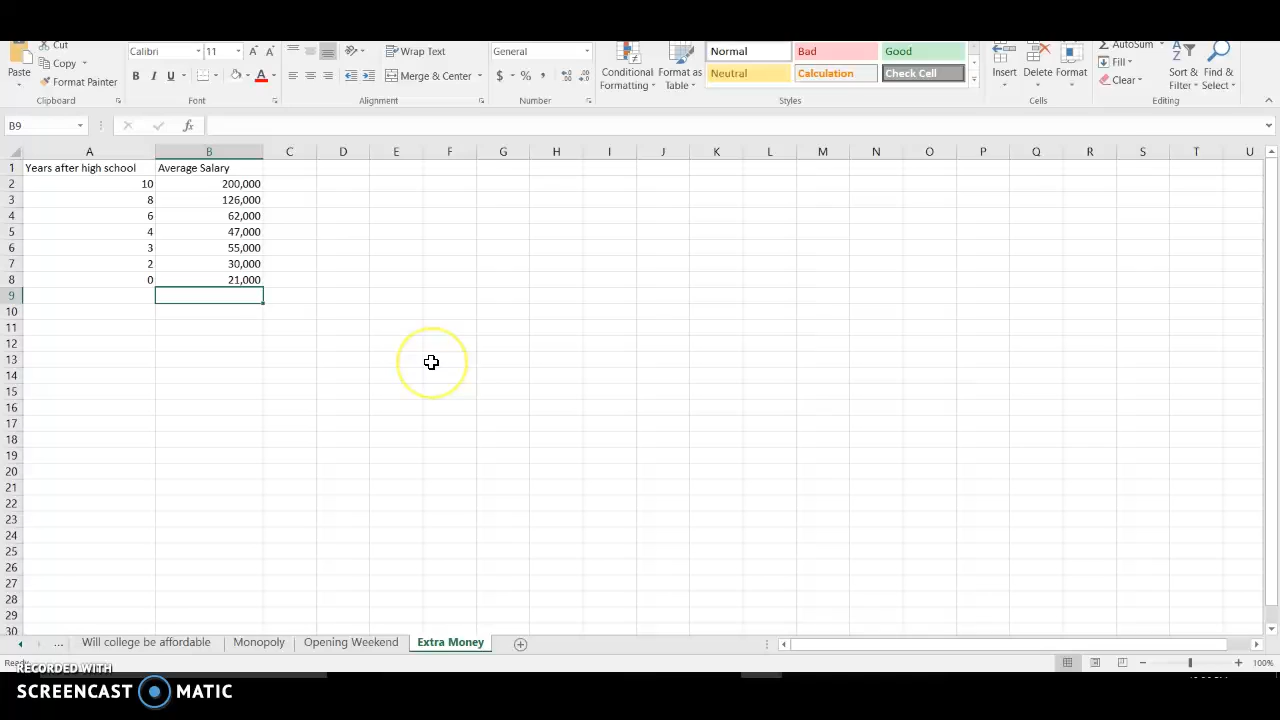 Cut
Copy
Format Painter
Paste
Clipboard
Calibri 11
B I U
Font
Wrap Text
Merge & Center
Alignment
General
$ % ,
Number
Conditional Formatting
Format as Table
Normal Bad Good
Neutral Calculation Check Cell
Styles
Insert Delete Format
Cells
AutoSum
Fill
Clear
Sort & Filter
Find & Select
Editing
B9 fx
A B C D E F G H I J K L M N O P Q R S T U
1 Years after high school Average Salary
2 10 200,000
3 8 126,000
4 6 62,000
5 4 47,000
6 3 55,000
7 2 30,000
8 0 21,000
9
10
11
12
13
14
15
16
17
18
19
20
21
22
23
24
25
26
27
28
29
30
... Will college be affordable Monopoly Opening Weekend Extra Money
100%
RECORDED WITH
SCREENCAST MATIC